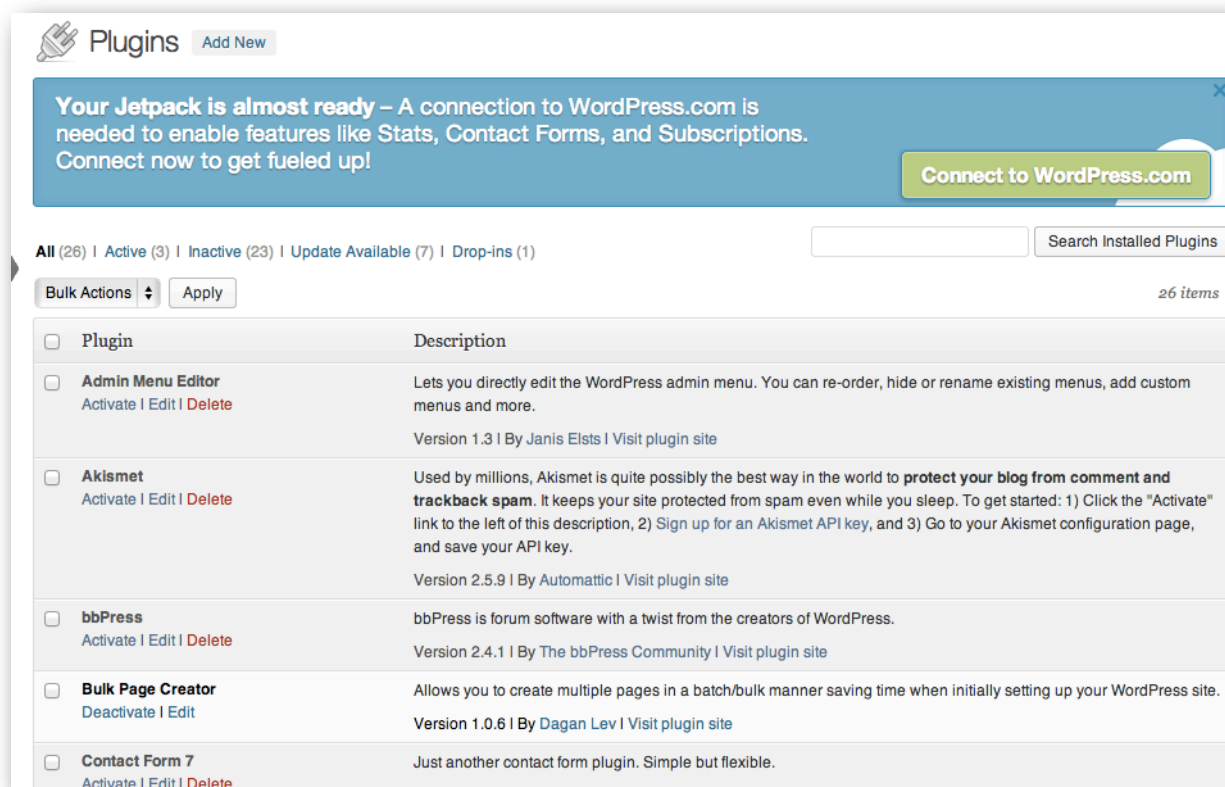 Plugins Add New
Your Jetpack is almost ready – A connection to WordPress.com is
needed to enable features like Stats, Contact Forms, and Subscriptions.
Connect now to get fueled up!
Connect to WordPress.com
All (26) | Active (3) | Inactive (23) | Update Available (7) | Drop-ins (1)
Search Installed Plugins
Bulk Actions Apply
26 items
Plugin Description
Admin Menu Editor
Activate | Edit | Delete
Lets you directly edit the WordPress admin menu. You can re-order, hide or rename existing menus, add custom
menus and more.
Version 1.3 | By Janis Elsts | Visit plugin site
Akismet
Activate | Edit | Delete
Used by millions, Akismet is quite possibly the best way in the world to protect your blog from comment and
trackback spam. It keeps your site protected from spam even while you sleep. To get started: 1) Click the "Activate"
link to the left of this description, 2) Sign up for an Akismet API key, and 3) Go to your Akismet configuration page,
and save your API key.
Version 2.5.9 | By Automattic | Visit plugin site
bbPress
Activate | Edit | Delete
bbPress is forum software with a twist from the creators of WordPress.
Version 2.4.1 | By The bbPress Community | Visit plugin site
Bulk Page Creator
Deactivate | Edit
Allows you to create multiple pages in a batch/bulk manner saving time when initially setting up your WordPress site.
Version 1.0.6 | By Dagan Lev | Visit plugin site
Contact Form 7
Activate | Edit | Delete
Just another contact form plugin. Simple but flexible.